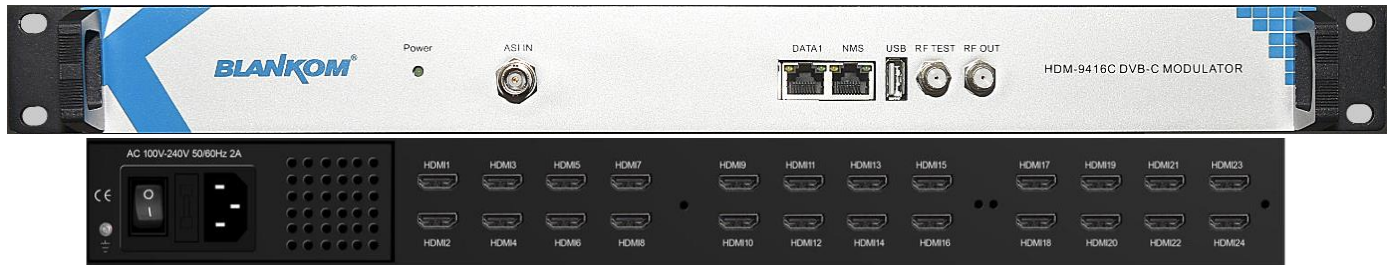 Power
ASI IN
DATA1 NMS USB RF TEST RF OUT
BLANKOM®
HDM-9416C DVB-C MODULATOR
AC 100V-240V 50/60Hz 2A
O
I
CE
HDMI1 HDMI3 HDMI5 HDMI7 HDMI9 HDMI11 HDMI13 HDMI15 HDMI17 HDMI19 HDMI21 HDMI23
HDMI2 HDMI4 HDMI6 HDMI8 HDMI10 HDMI12 HDMI14 HDMI16 HDMI18 HDMI20 HDMI22 HDMI24